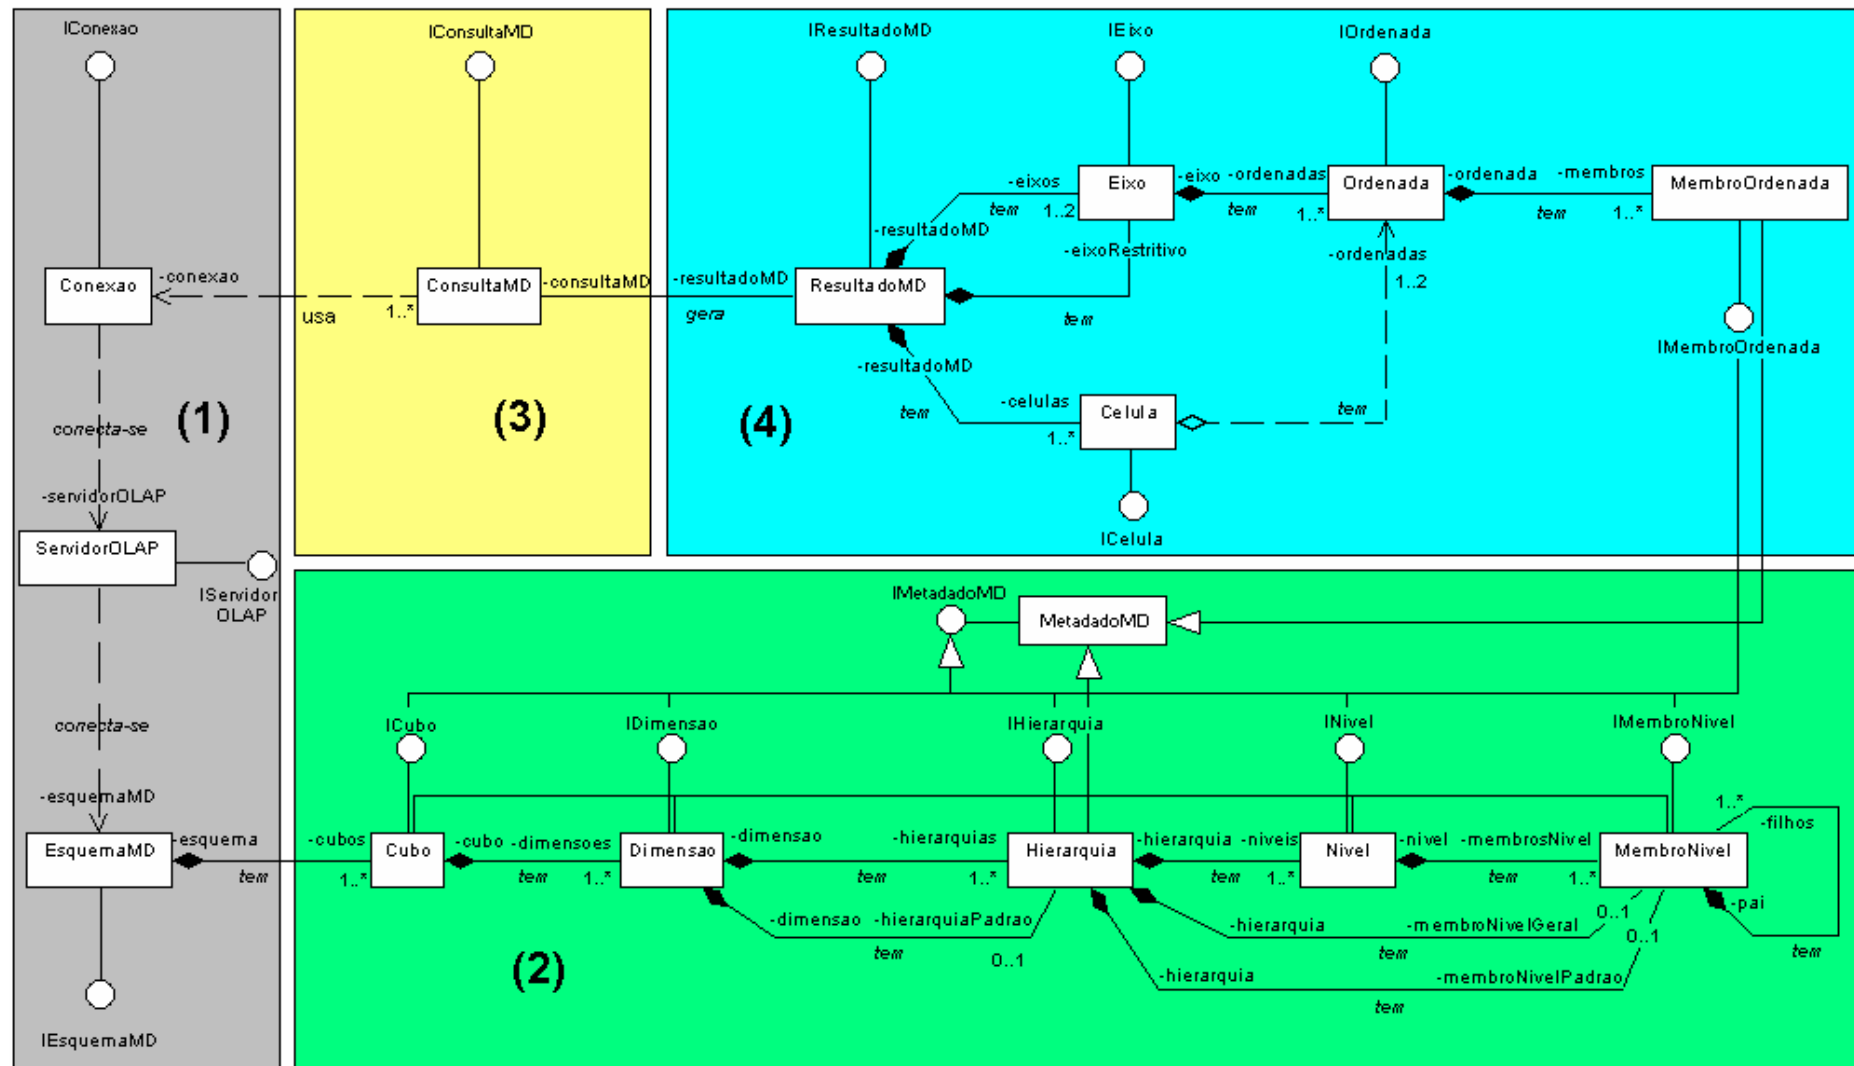 IConexao
Conexao
-conexao
conecta-se
(1)
-servidorOLAP
ServidorOLAP
IServidor
OLAP
conecta-se
-esquemaMD
EsquemaMD
-esquema
tem
IEsquemaMD
IConsultaMD
ConsultaMD
-consultaMD
usa
1..*
(3)
IResultadoMD
IEixo
IOrdenada
-eixos
Eixo
-eixo
-ordenadas
Ordenada
-ordenada
-membros
MembroOrdenada
tem
1..2
tem
1..*
tem
1..*
-resultadoMD
-eixoRestritivo
-ordenadas
1..2
-resultadoMD
ResultadoMD
gera
tem
IMembroOrdenada
-resultadoMD
-celulas
Celula
tem
1..*
tem
(4)
ICelula
IMetadadoMD
MetadadoMD
ICubo
IDimensao
IHierarquia
INivel
IMembroNivel
-cubos
Cubo
-cubo
-dimensoes
Dimensao
-dimensao
-hierarquias
Hierarquia
-hierarquia
-niveis
Nivel
-nivel
-membrosNivel
MembroNivel
1..*
-filhos
1..*
tem
1..*
tem
1..*
tem
1..*
tem
1..*
-pai
tem
-dimensao
-hierarquiaPadrao
tem
0..1
-hierarquia
-membroNivelGeral
0..1
tem
0..1
-hierarquia
-membroNivelPadrao
tem
(2)